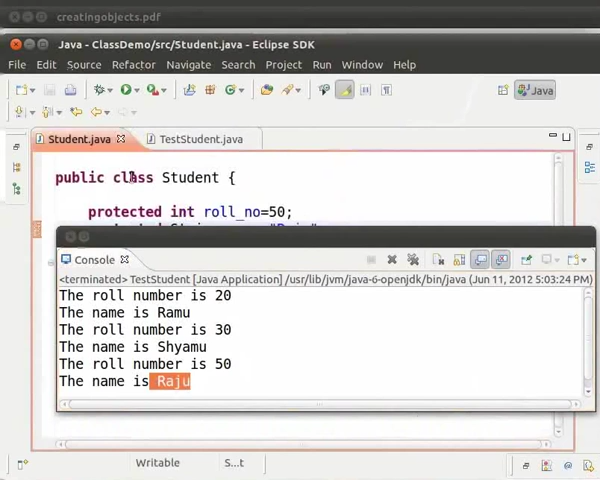 creatingobjects.pdf
Java - ClassDemo/src/Student.java - Eclipse SDK
File Edit Source Refactor Navigate Search Project Run Window Help
Java
Student.java TestStudent.java
public class Student {
protected int roll_no=50;
Console
<terminated> TestStudent [Java Application] /usr/lib/jvm/java-6-openjdk/bin/java (Jun 11, 2012 5:03:24 PM)
The roll number is 20
The name is Ramu
The roll number is 30
The name is Shyamu
The roll number is 50
The name is Raju
Writable S...t